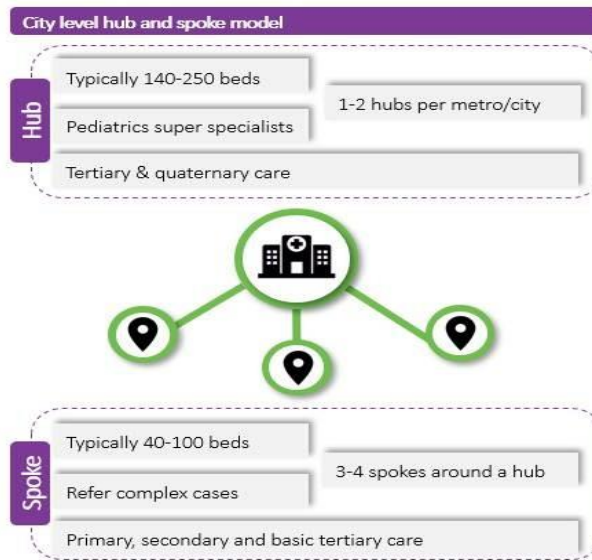 City level hub and spoke model
Hub
Typically 140-250 beds
1-2 hubs per metro/city
Pediatrics super specialists
Tertiary & quaternary care
Spoke
Typically 40-100 beds
3-4 spokes around a hub
Refer complex cases
Primary, secondary and basic tertiary care